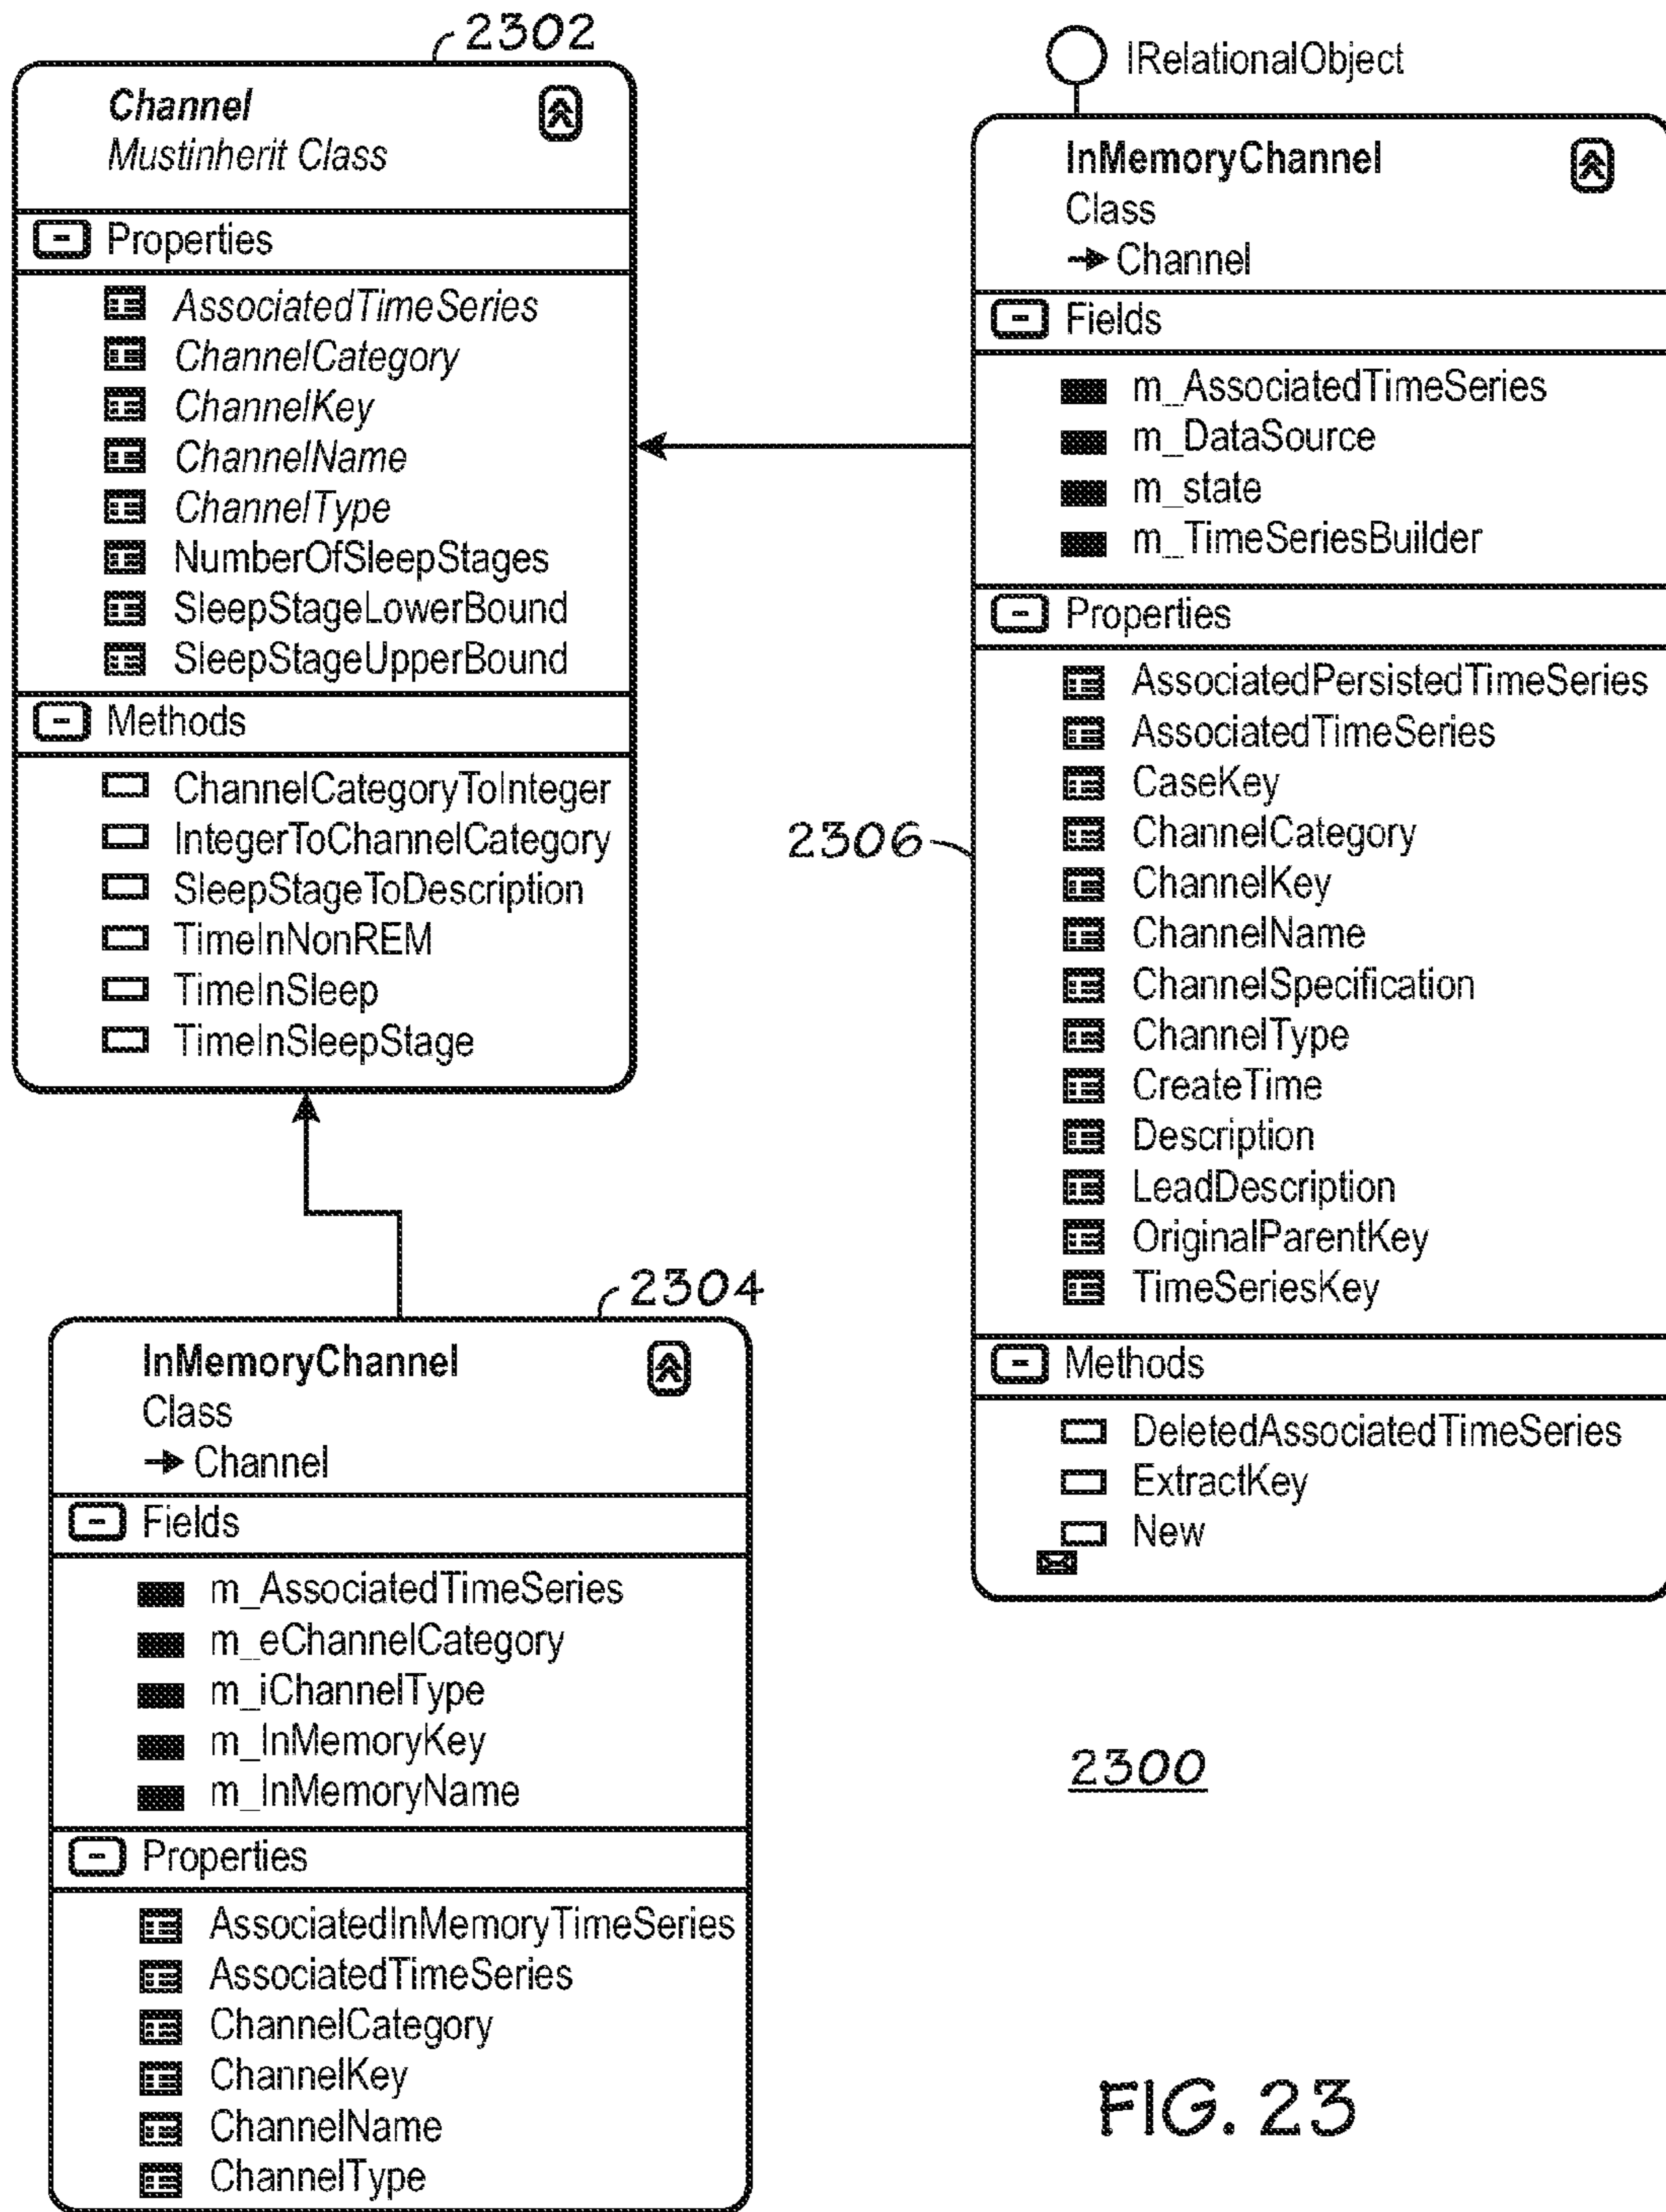 2302
Channel
Mustinherit Class
Properties
AssociatedTimeSeries
ChannelCategory
ChannelKey
ChannelName
ChannelType
NumberOfSleepStages
SleepStageLowerBound
SleepStageUpperBound
Methods
ChannelCategoryToInteger
IntegerToChannelCategory
SleepStageToDescription
TimeInNonREM
TimeInSleep
TimeInSleepStage
2304
InMemoryChannel
Class
Channel
Fields
m_AssociatedTimeSeries
m_eChannelCategory
m_iChannelType
m_InMemoryKey
m_InMemoryName
Properties
AssociatedInMemoryTimeSeries
AssociatedTimeSeries
ChannelCategory
ChannelKey
ChannelName
ChannelType
IRelationalObject
InMemoryChannel
Class
Channel
Fields
m_AssociatedTimeSeries
m_DataSource
m_state
m_TimeSeriesBuilder
Properties
AssociatedPersistedTimeSeries
AssociatedTimeSeries
CaseKey
ChannelCategory
ChannelKey
ChannelName
ChannelSpecification
ChannelType
CreateTime
Description
LeadDescription
OriginalParentKey
TimeSeriesKey
Methods
DeletedAssociatedTimeSeries
ExtractKey
New
2306
2300
FIG. 23